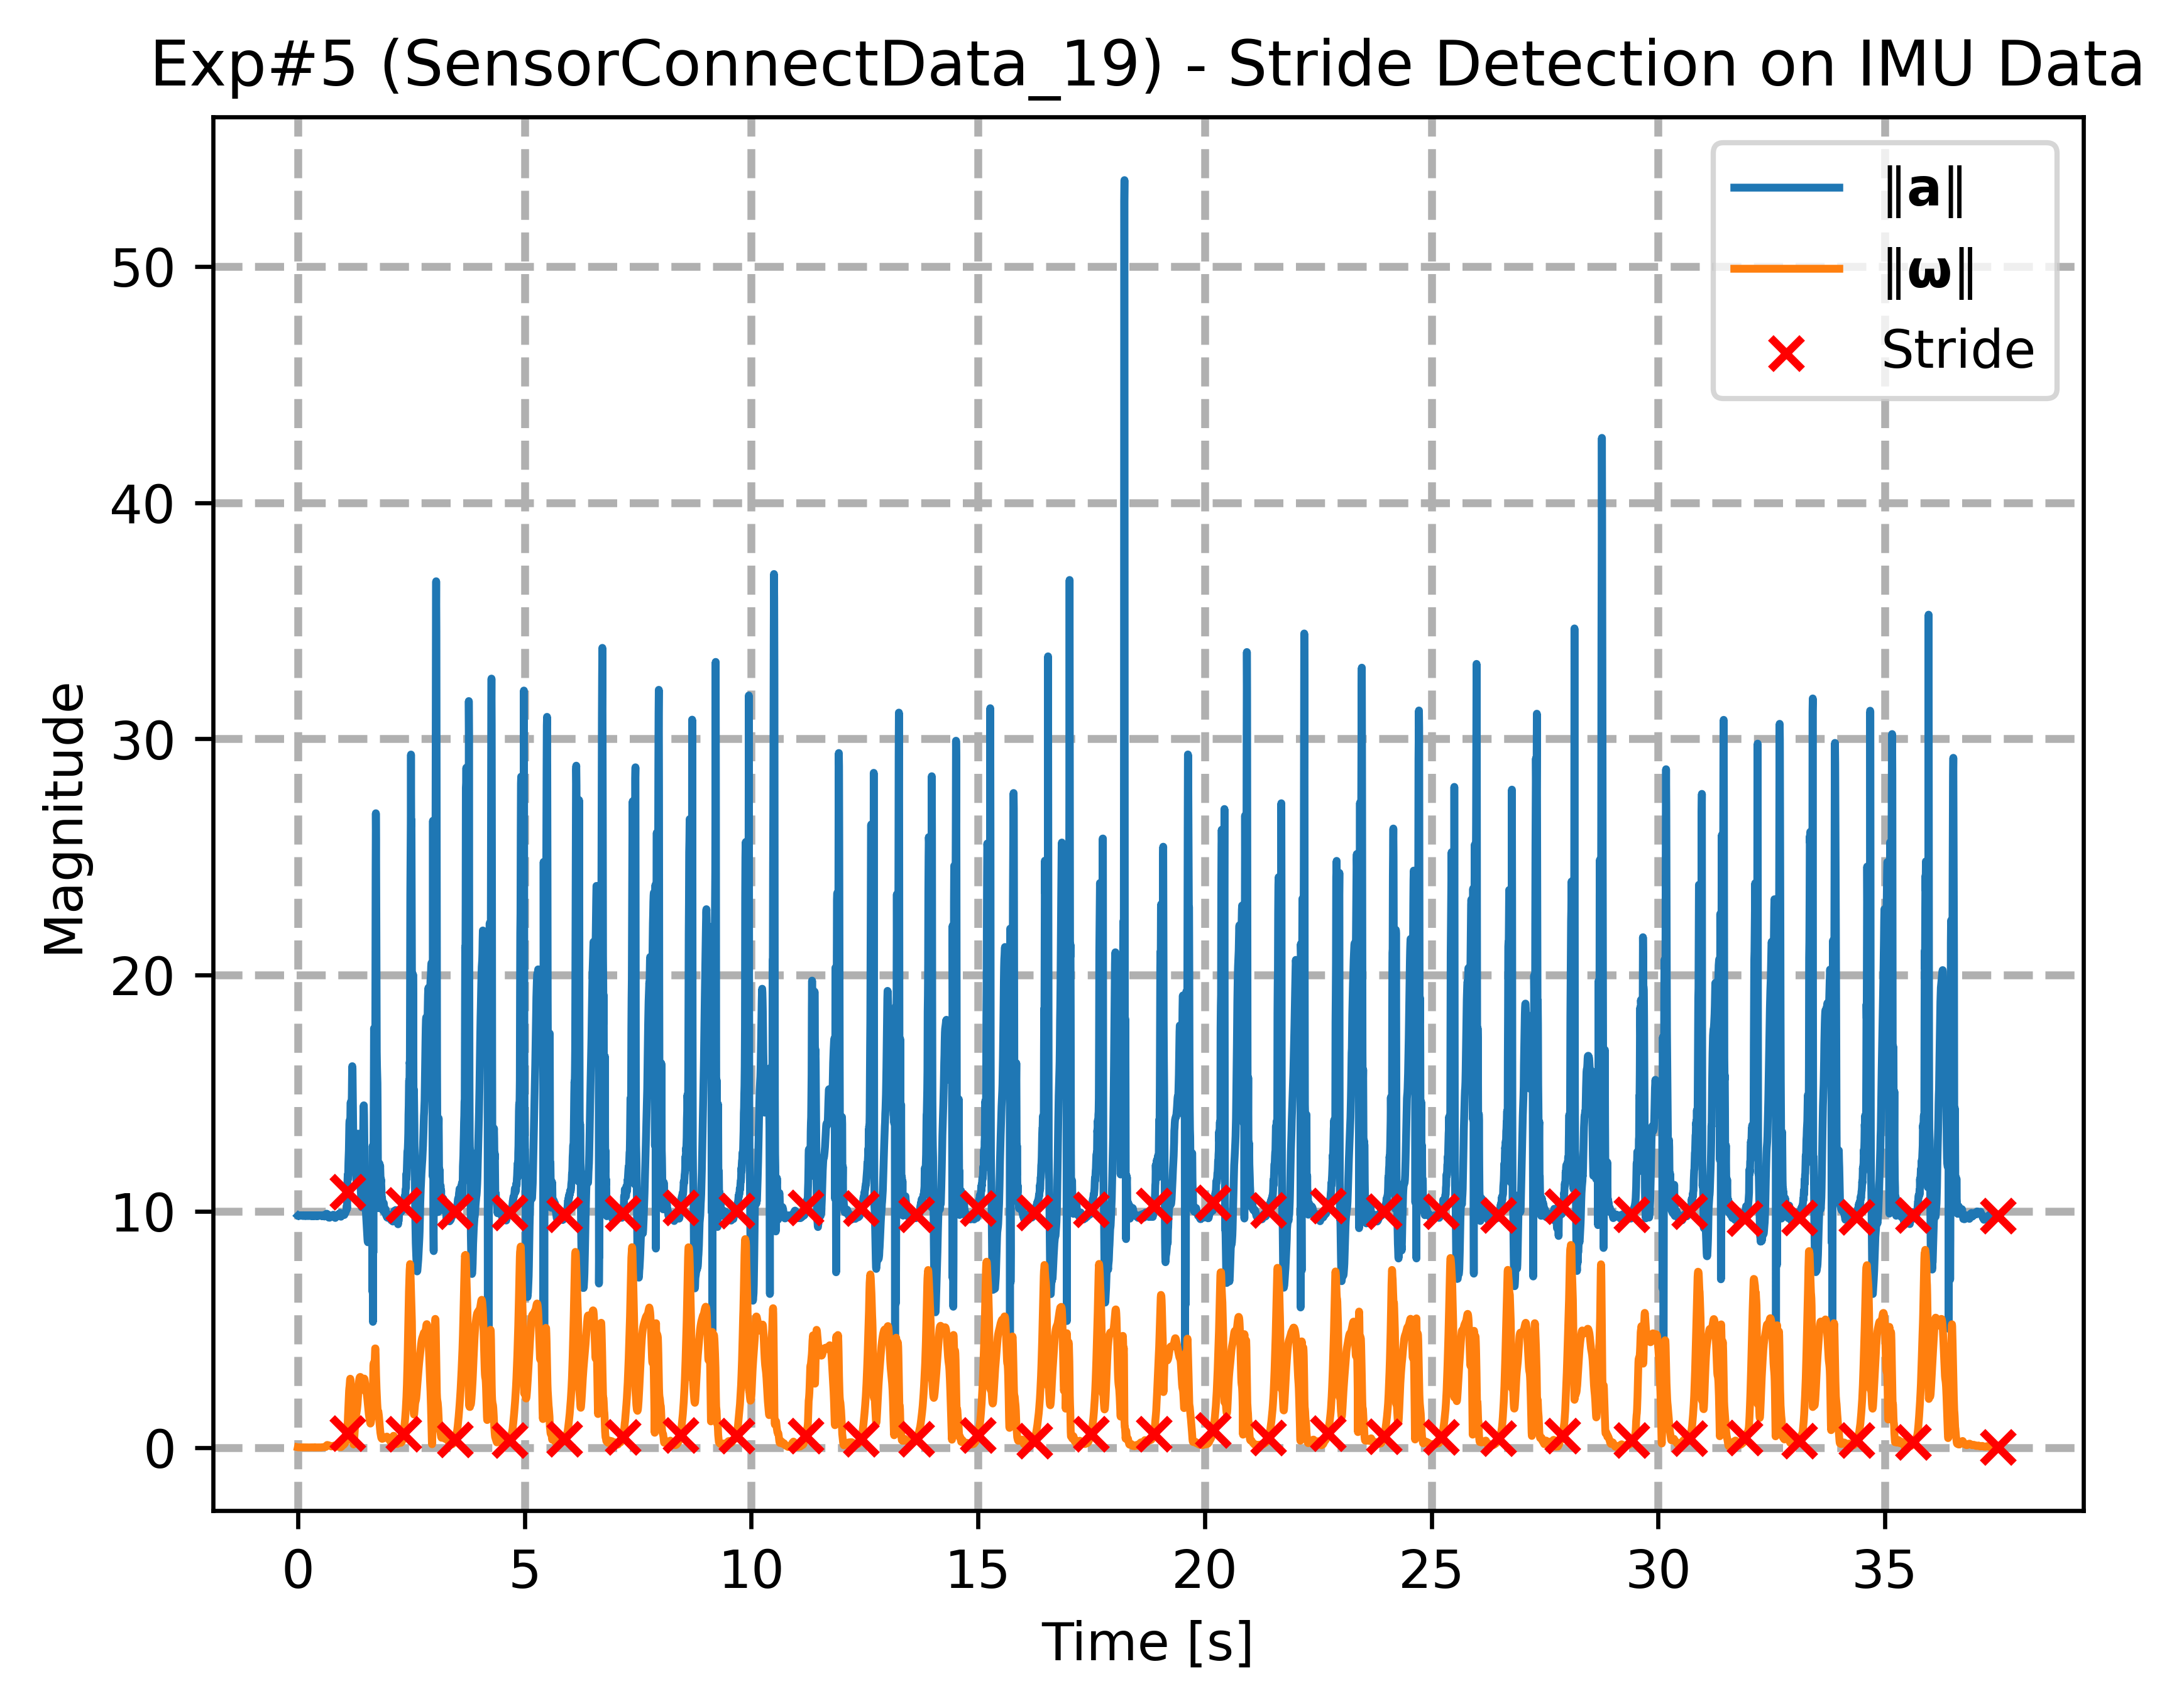 Exp#5 (SensorConnectData_19) - Stride Detection on IMU Data
‖a‖
‖ω‖
Stride
Magnitude
50
40
30
20
10
0
0 5 10 15 20 25 30 35
Time [s]